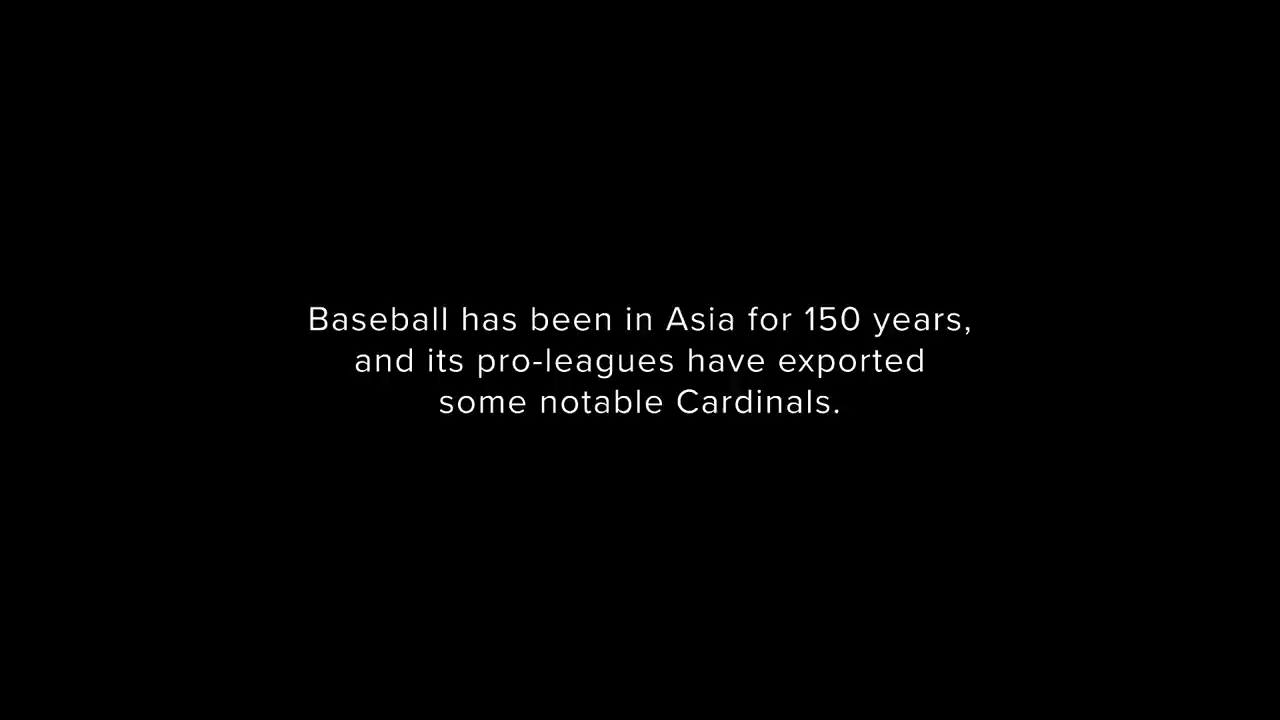 Baseball has been in Asia for 150 years,
and its pro-leagues have exported
some notable Cardinals.